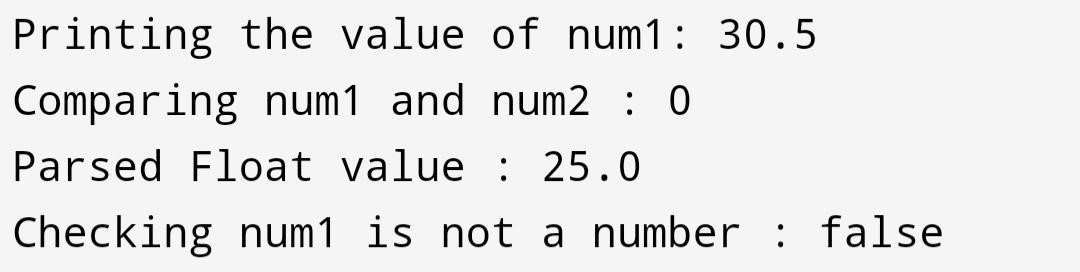 Printing the value of num1: 30.5
Comparing num1 and num2 : 0
Parsed Float value : 25.0
Checking num1 is not a number : false